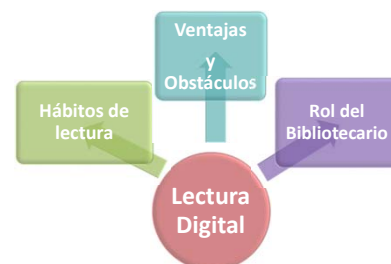 Ventajas
y
Obstáculos
Hábitos de
lectura
Rol del
Bibliotecario
Lectura
Digital